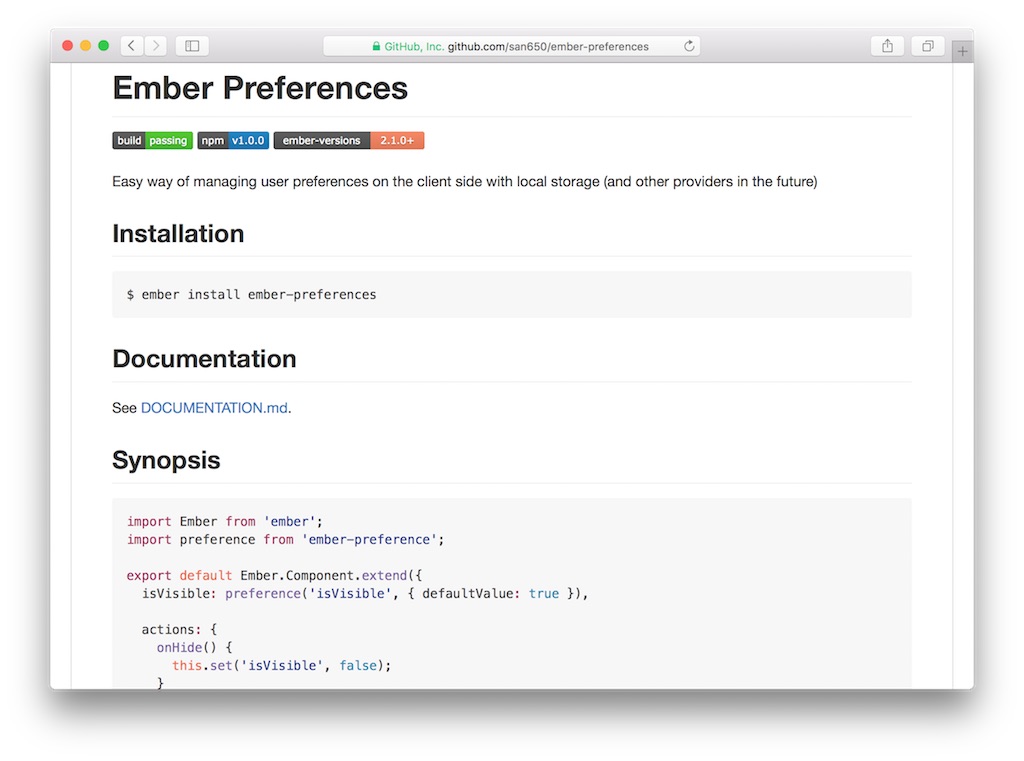 GitHub, Inc. github.com/san650/ember-preferences
Ember Preferences
build passing npm v1.0.0 ember-versions 2.1.0+
Easy way of managing user preferences on the client side with local storage (and other providers in the future)
Installation
$ ember install ember-preferences
Documentation
See DOCUMENTATION.md.
Synopsis
import Ember from 'ember';
import preference from 'ember-preference';
export default Ember.Component.extend({
isVisible: preference('isVisible', { defaultValue: true }),
actions: {
onHide() {
this.set('isVisible', false);
}